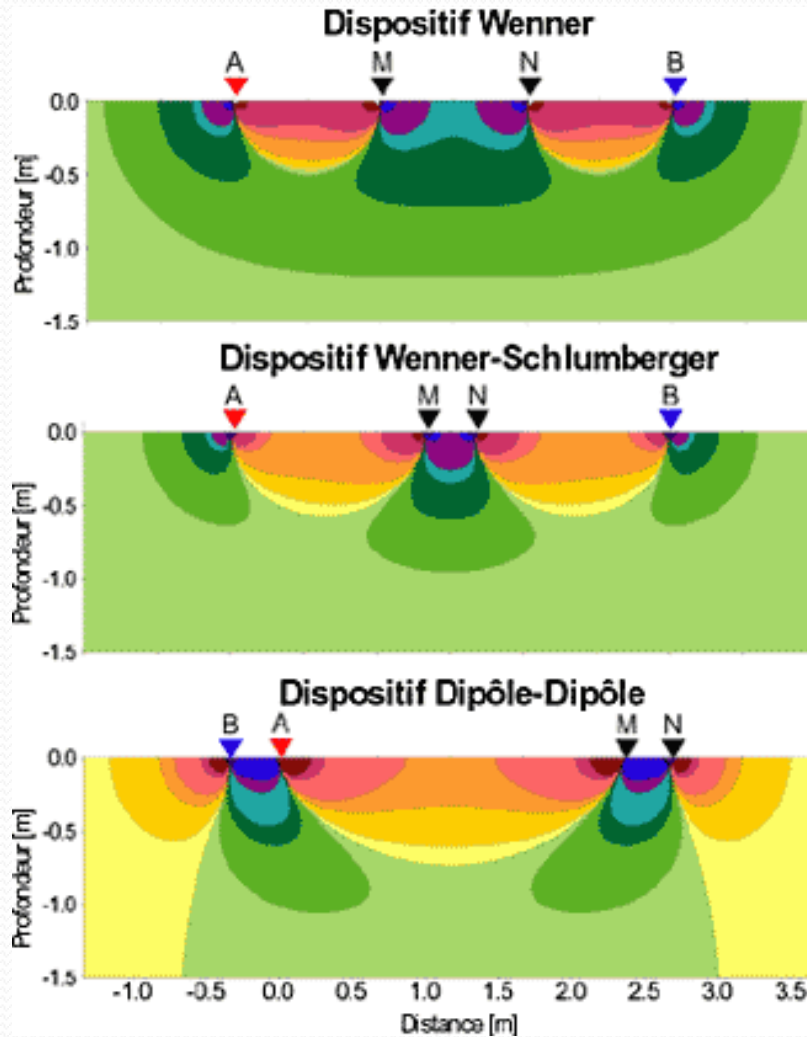 Dispositif Wenner
A M N B
0.0
-0.5
-1.0
-1.5
Profondeur [m]
Dispositif Wenner-Schlumberger
A M N B
0.0
-0.5
-1.0
-1.5
Profondeur [m]
Dispositif Dipôle-Dipôle
B A M N
0.0
-0.5
-1.0
-1.5
Profondeur [m]
-1.0 -0.5 0.0 0.5 1.0 1.5 2.0 2.5 3.0 3.5
Distance [m]